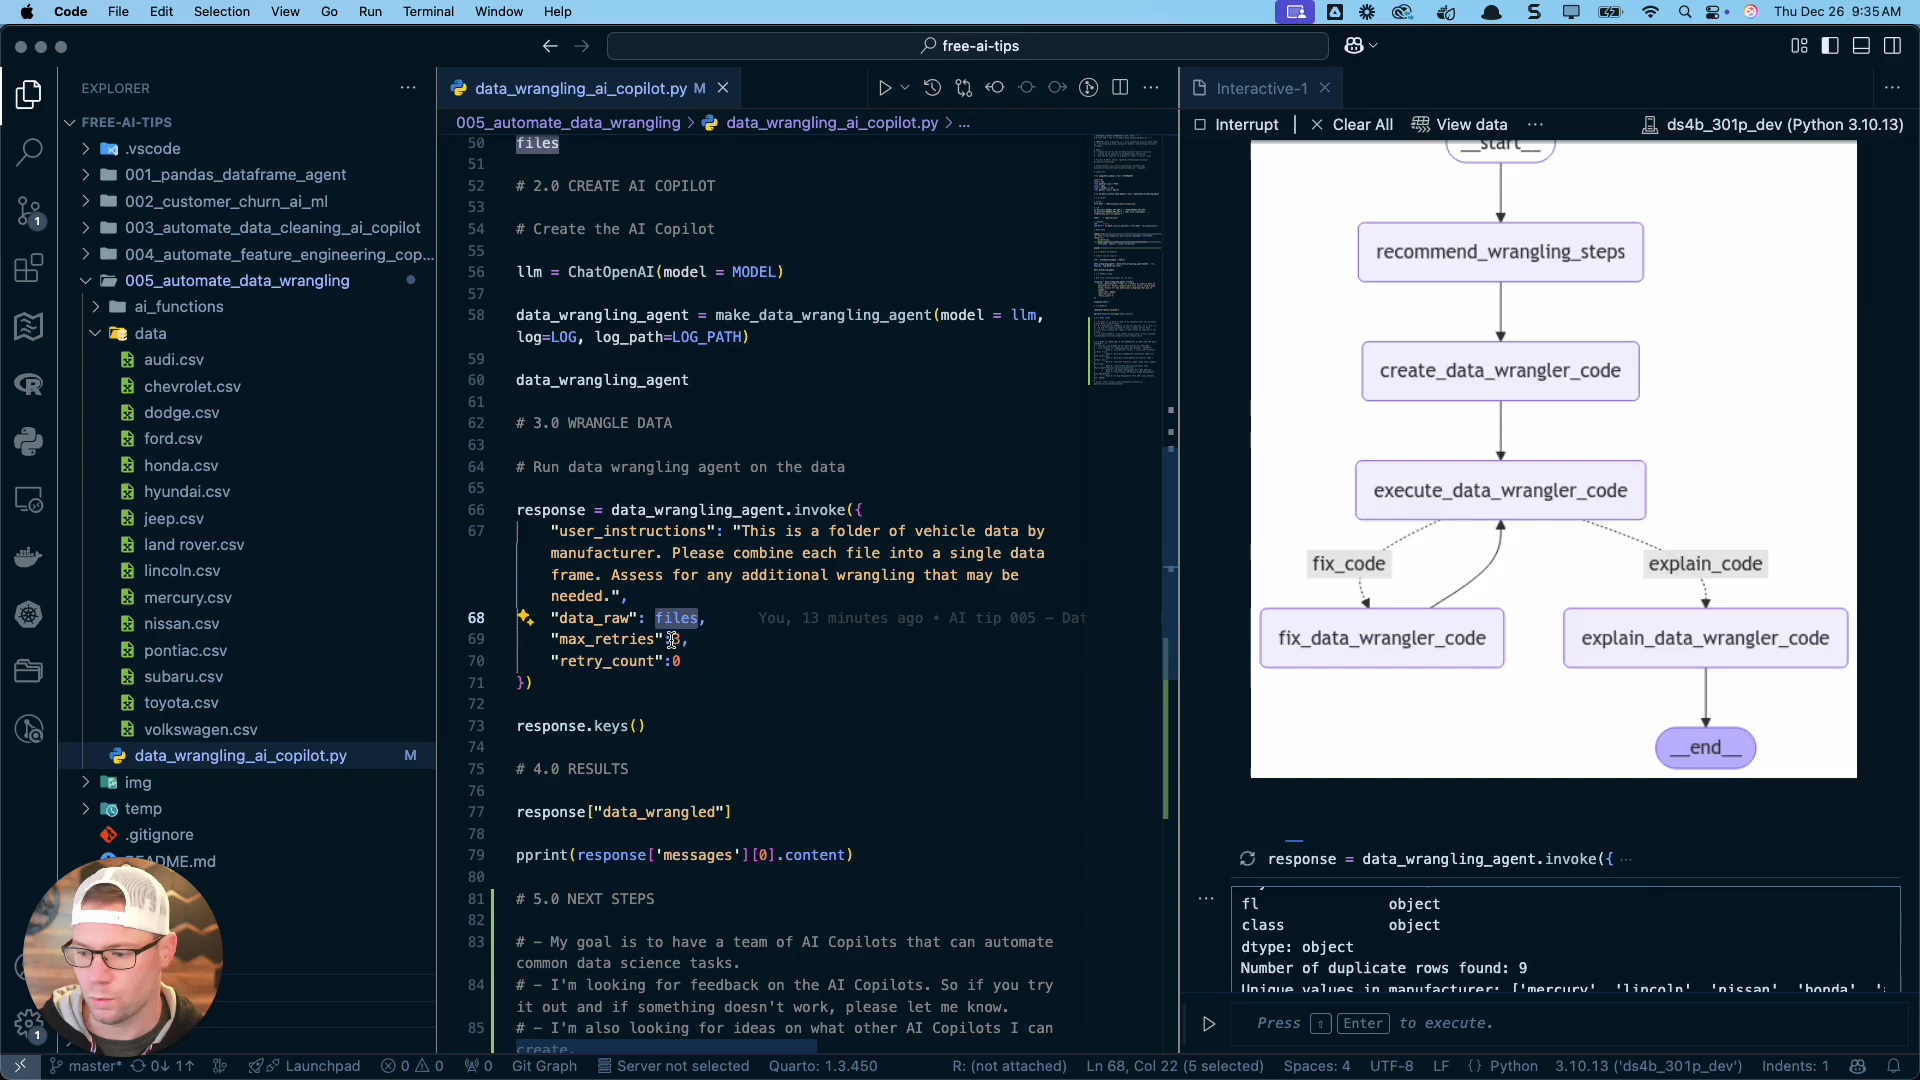 Code File Edit Selection View Go Run Terminal Window Help Thu Dec 26 9:35 AM
free-ai-tips
EXPLORER
FREE-AI-TIPS
.vscode
001_pandas_dataframe_agent
002_customer_churn_ai_ml
003_automate_data_cleaning_ai_copilot
004_automate_feature_engineering_cop...
005_automate_data_wrangling
ai_functions
data
audi.csv
chevrolet.csv
dodge.csv
ford.csv
honda.csv
hyundai.csv
jeep.csv
land rover.csv
lincoln.csv
mercury.csv
nissan.csv
pontiac.csv
subaru.csv
toyota.csv
volkswagen.csv
data_wrangling_ai_copilot.py M
img
temp
.gitignore
README.md
1
1
data_wrangling_ai_copilot.py M
005_automate_data_wrangling > data_wrangling_ai_copilot.py > ...
50 files
51
52 # 2.0 CREATE AI COPILOT
53
54 # Create the AI Copilot
55
56 llm = ChatOpenAI(model = MODEL)
57
58 data_wrangling_agent = make_data_wrangling_agent(model = llm,
log=LOG, log_path=LOG_PATH)
59
60 data_wrangling_agent
61
62 # 3.0 WRANGLE DATA
63
64 # Run data wrangling agent on the data
65
66 response = data_wrangling_agent.invoke({
67 "user_instructions": "This is a folder of vehicle data by
manufacturer. Please combine each file into a single data
frame. Assess for any additional wrangling that may be
needed.",
68 "data_raw": files, You, 13 minutes ago • AI tip 005 – Dat
69 "max_retries":3,
70 "retry_count":0
71 })
72
73 response.keys()
74
75 # 4.0 RESULTS
76
77 response["data_wrangled"]
78
79 pprint(response['messages'][0].content)
80
81 # 5.0 NEXT STEPS
82
83 # - My goal is to have a team of AI Copilots that can automate
common data science tasks.
84 # - I'm looking for feedback on the AI Copilots. So if you try
it out and if something doesn't work, please let me know.
85 # - I'm also looking for ideas on what other AI Copilots I can
create.
Interactive-1
Interrupt | Clear All View data ... ds4b_301p_dev (Python 3.10.13)
__start__
recommend_wrangling_steps
create_data_wrangler_code
execute_data_wrangler_code
fix_code explain_code
fix_data_wrangler_code explain_data_wrangler_code
__end__
response = data_wrangling_agent.invoke({ ...
fl object
class object
dtype: object
Number of duplicate rows found: 9
Unique values in manufacturer: ['mercury', 'lincoln', 'nissan', 'honda',
Press ⇧ Enter to execute.
master* 0↓ 1↑ Launchpad 0 0 0 Git Graph Server not selected Quarto: 1.3.450 R: (not attached) Ln 68, Col 22 (5 selected) Spaces: 4 UTF-8 LF Python 3.10.13 ('ds4b_301p_dev') Indents: 1